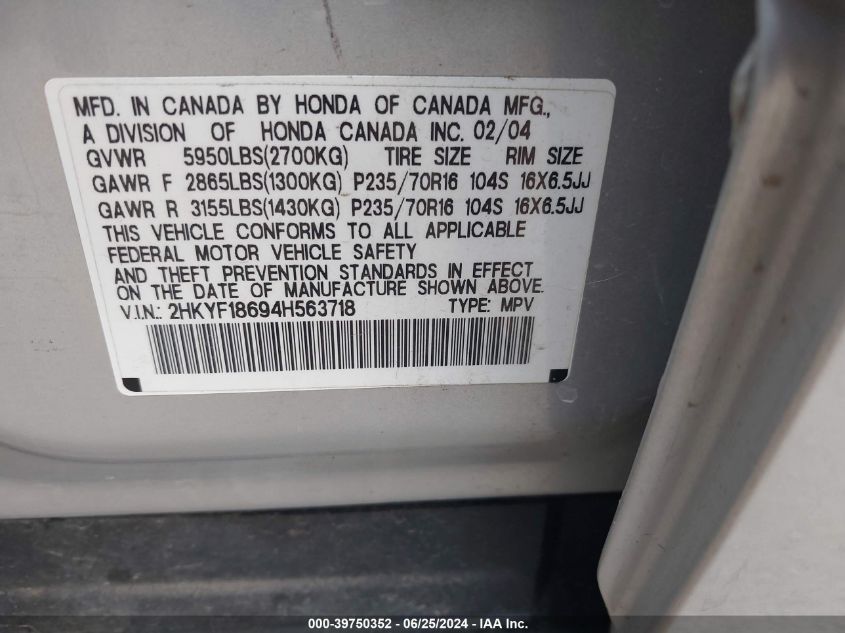 MFD. IN CANADA BY HONDA OF CANADA MFG.,
A DIVISION OF HONDA CANADA INC. 02/04
GVWR 5950LBS(2700KG) TIRE SIZE RIM SIZE
GAWR F 2865LBS(1300KG) P235/70R16 104S 16X6.5JJ
GAWR R 3155LBS(1430KG) P235/70R16 104S 16X6.5JJ
THIS VEHICLE CONFORMS TO ALL APPLICABLE
FEDERAL MOTOR VEHICLE SAFETY
AND THEFT PREVENTION STANDARDS IN EFFECT
ON THE DATE OF MANUFACTURE SHOWN ABOVE.
V.I.N.: 2HKYF18694H563718 TYPE: MPV
000-39750352 - 06/25/2024 - IAA Inc.